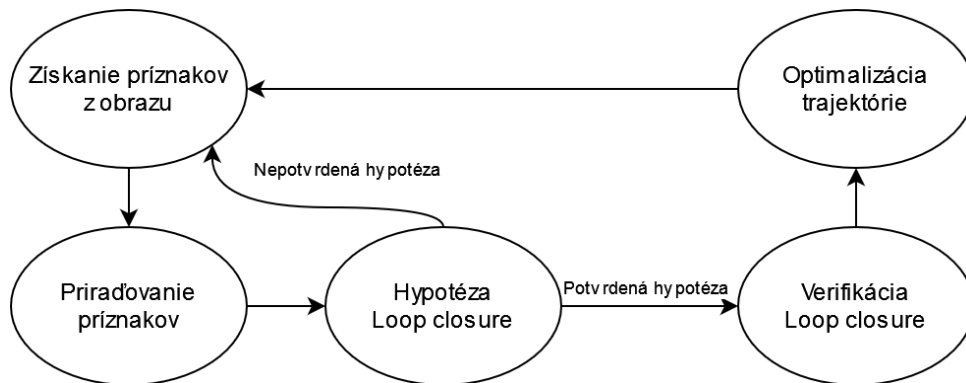 Získanie príznakov
z obrazu
Optimalizácia
trajektórie
Nepotvrdená hypotéza
Priraďovanie
príznakov
Hypotéza
Loop closure
Potvrdená hypotéza
Verifikácia
Loop closure